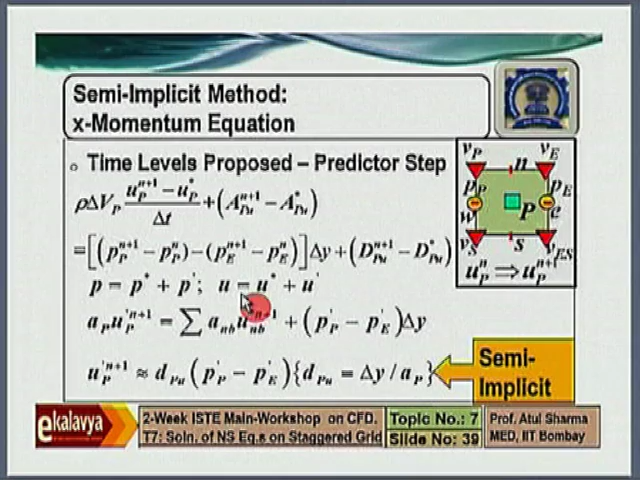 Semi-Implicit Method:
x-Momentum Equation
Time Levels Proposed – Predictor Step
ρΔV_P (u_P^{n+1} − u_P^*)/Δt + (A_{Pu}^{n+1} − A_{Pu}^*)
= [(p_P^{n+1} − p_P^n) − (p_E^{n+1} − p_E^n)] Δy + (D_{Pu}^{n+1} − D_{Pu}^*)
p = p^* + p'; u = u^* + u'
a_P u_P'^{n+1} = ∑ a_{nb} u_{nb}'^{n+1} + (p'_P − p'_E) Δy
u_P'^{n+1} ≈ d_{Pu} (p'_P − p'_E) {d_{Pu} = Δy / a_P}
Semi-
Implicit
v_P n v_E
p_P p_E
w P e
v_S s v_{ES}
u_P^n ⇒ u_P^{n+1}
ekalavya
2-Week ISTE Main-Workshop on CFD.
T7: Soln. of NS Eq.s on Staggered Grid
Topic No.: 7
Slide No.: 39
Prof. Atul Sharma
MED, IIT Bombay